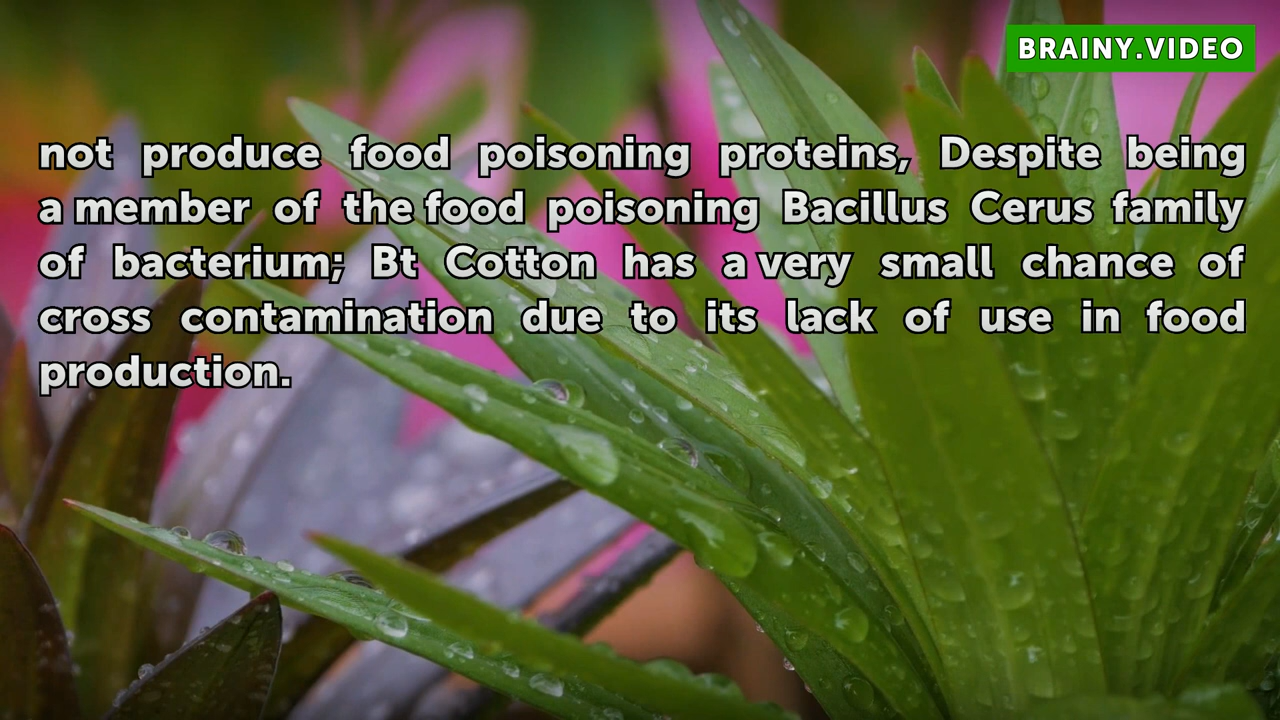 BRAINY.VIDEO
not produce food poisoning proteins, Despite being
a member of the food poisoning Bacillus Cerus family
of bacterium; Bt Cotton has a very small chance of
cross contamination due to its lack of use in food
production.